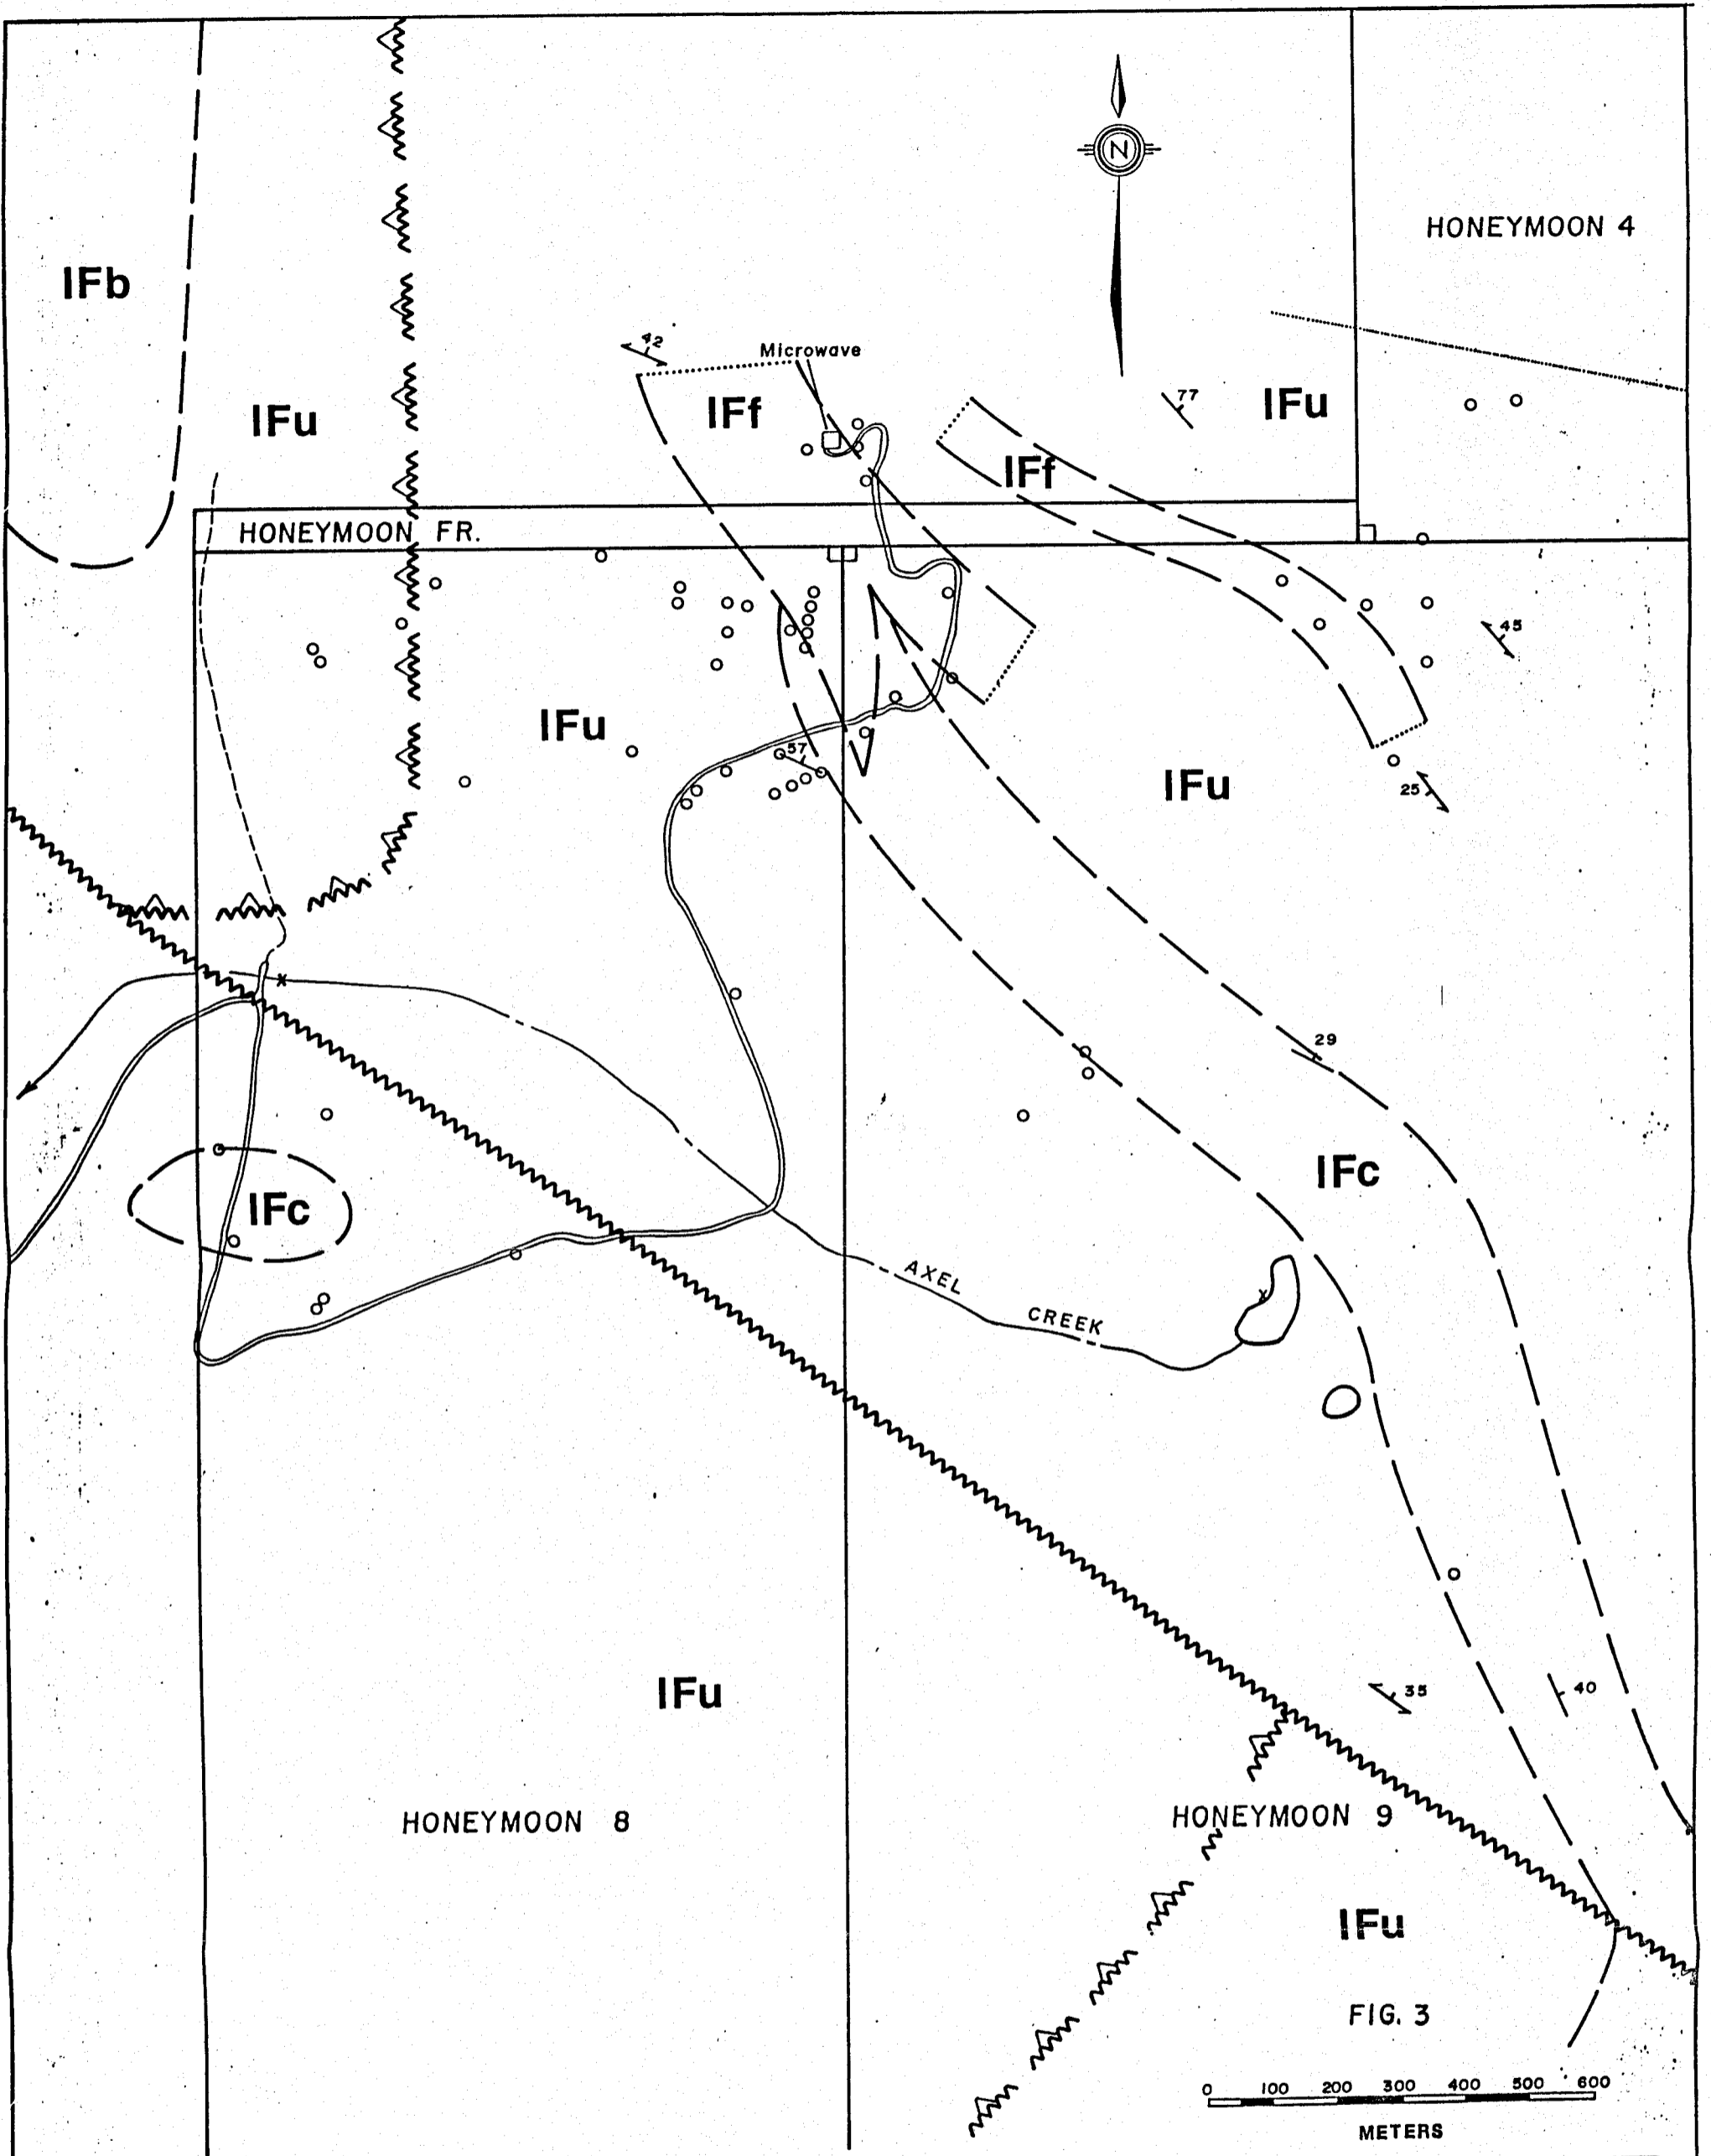 N
HONEYMOON 4
IFb
42
Microwave
77
IFu
IFf
IFu
IFf
HONEYMOON FR.
45
IFu
57
IFu
25
29
IFc
IFc
AXEL
CREEK
35
40
IFu
HONEYMOON 8
HONEYMOON 9
IFu
FIG. 3
0 100 200 300 400 500 600
METERS